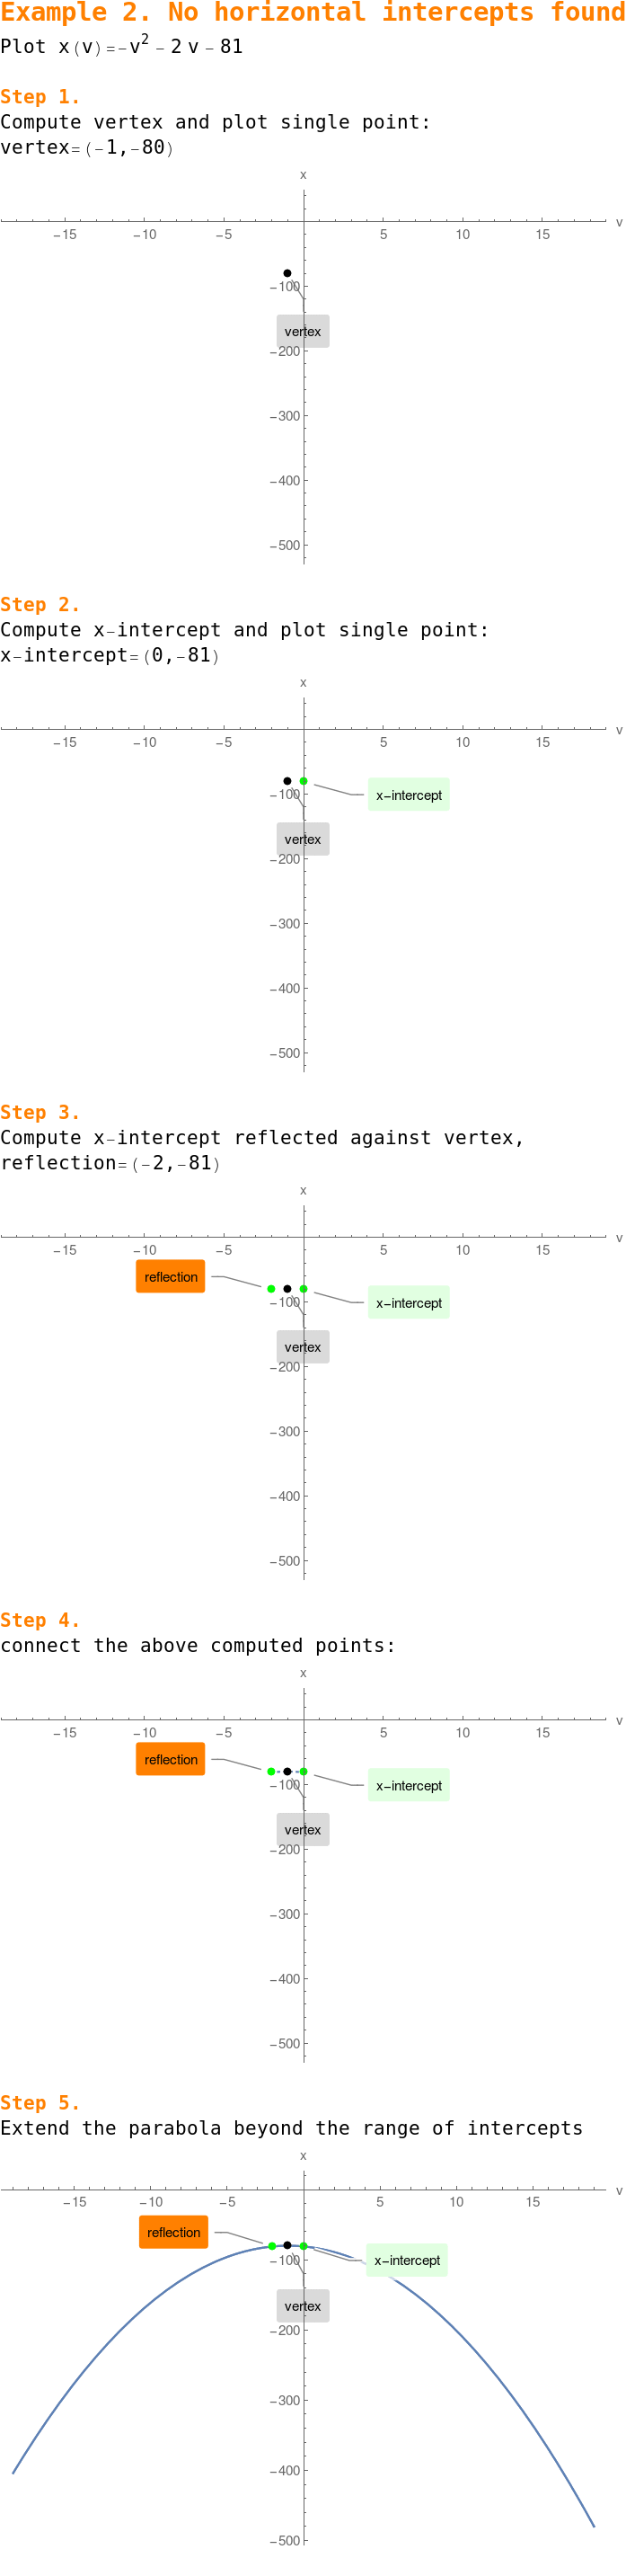 Example 2. No horizontal intercepts found
Plot x(v)=-v² - 2 v - 81
Step 1.
Compute vertex and plot single point:
vertex=(-1,-80)
x
v
-15 -10 -5 5 10 15
-100
vertex
-200
-300
-400
-500
Step 2.
Compute x-intercept and plot single point:
x-intercept=(0,-81)
x
v
-15 -10 -5 5 10 15
-100 x-intercept
vertex
-200
-300
-400
-500
Step 3.
Compute x-intercept reflected against vertex,
reflection=(-2,-81)
x
v
-15 -10 -5 5 10 15
reflection
-100 x-intercept
vertex
-200
-300
-400
-500
Step 4.
connect the above computed points:
x
v
-15 -10 -5 5 10 15
reflection
-100 x-intercept
vertex
-200
-300
-400
-500
Step 5.
Extend the parabola beyond the range of intercepts
x
v
-15 -10 -5 5 10 15
reflection
-100 x-intercept
vertex
-200
-300
-400
-500